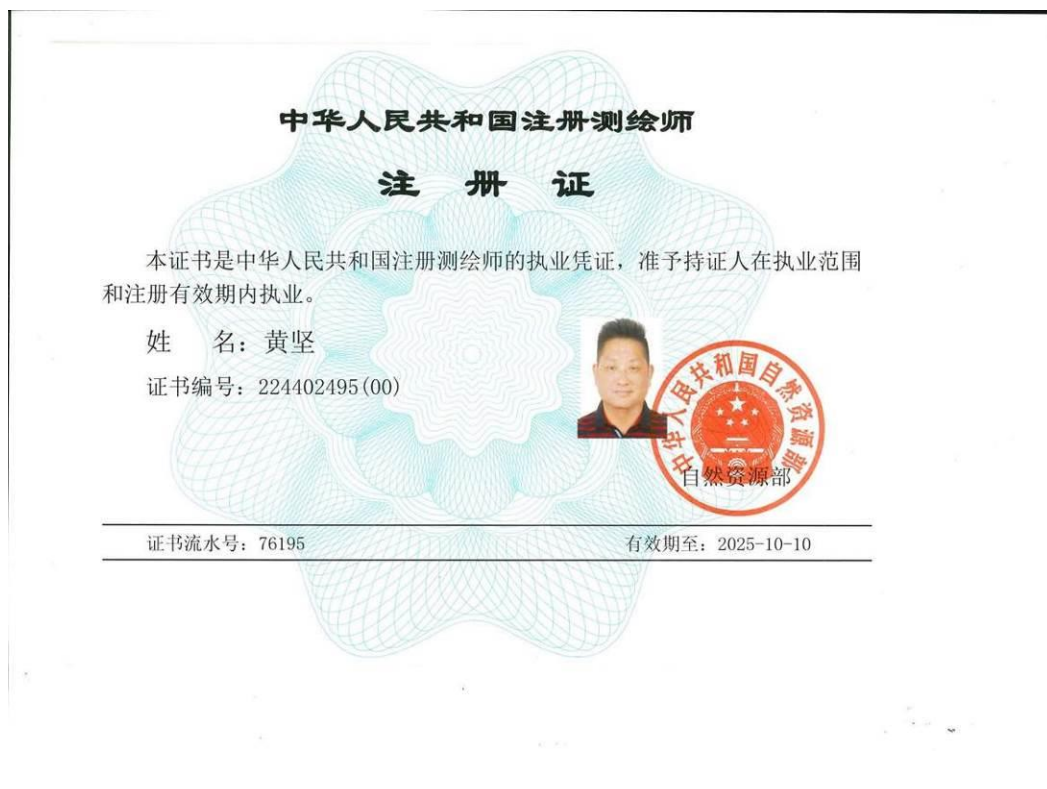 中华人民共和国注册测绘师
注 册 证
本证书是中华人民共和国注册测绘师的执业凭证，准予持证人在执业范围
和注册有效期内执业。
姓 名：黄坚
证书编号：224402495(00)
中华人民共和国自然资源部
自然资源部
证书流水号：76195 有效期至：2025-10-10